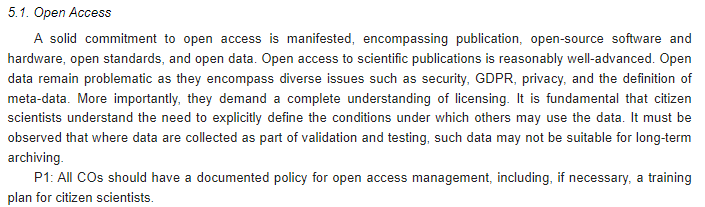 5.1. Open Access
A solid commitment to open access is manifested, encompassing publication, open-source software and
hardware, open standards, and open data. Open access to scientific publications is reasonably well-advanced. Open
data remain problematic as they encompass diverse issues such as security, GDPR, privacy, and the definition of
meta-data. More importantly, they demand a complete understanding of licensing. It is fundamental that citizen
scientists understand the need to explicitly define the conditions under which others may use the data. It must be
observed that where data are collected as part of validation and testing, such data may not be suitable for long-term
archiving.
P1: All COs should have a documented policy for open access management, including, if necessary, a training
plan for citizen scientists.